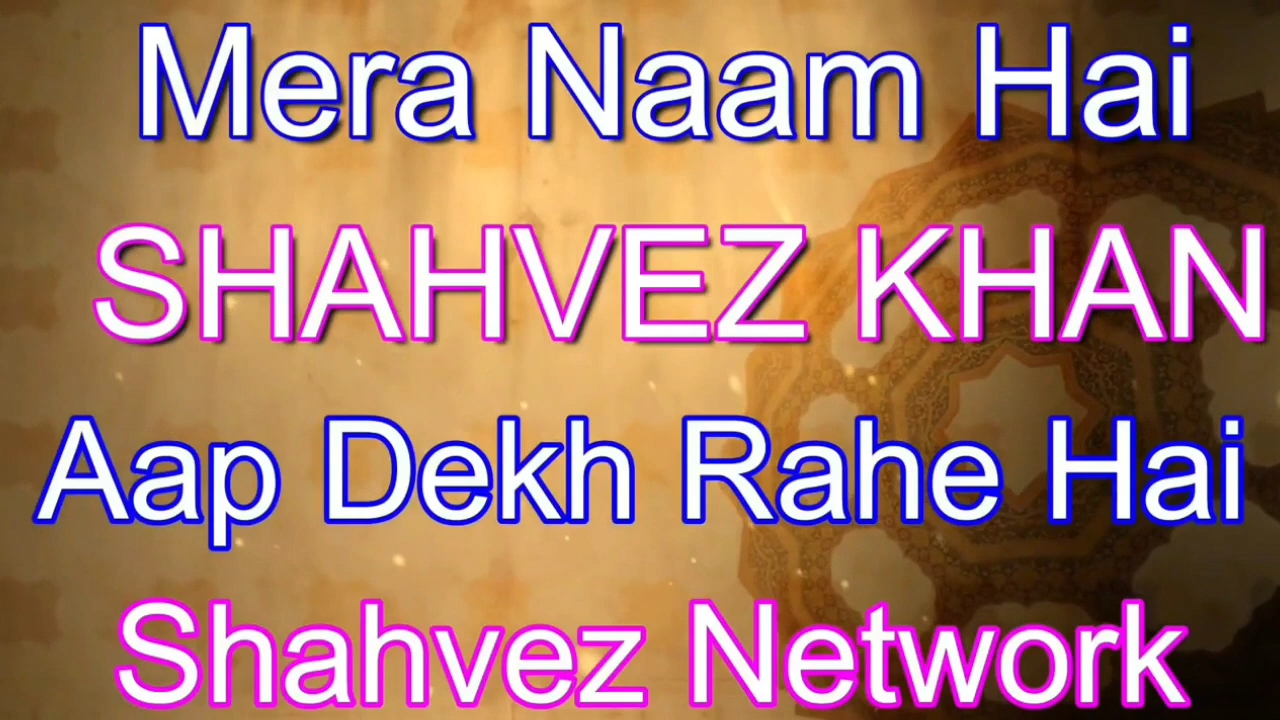 Mera Naam Hai
SHAHVEZ KHAN
Aap Dekh Rahe Hai
Shahvez Network